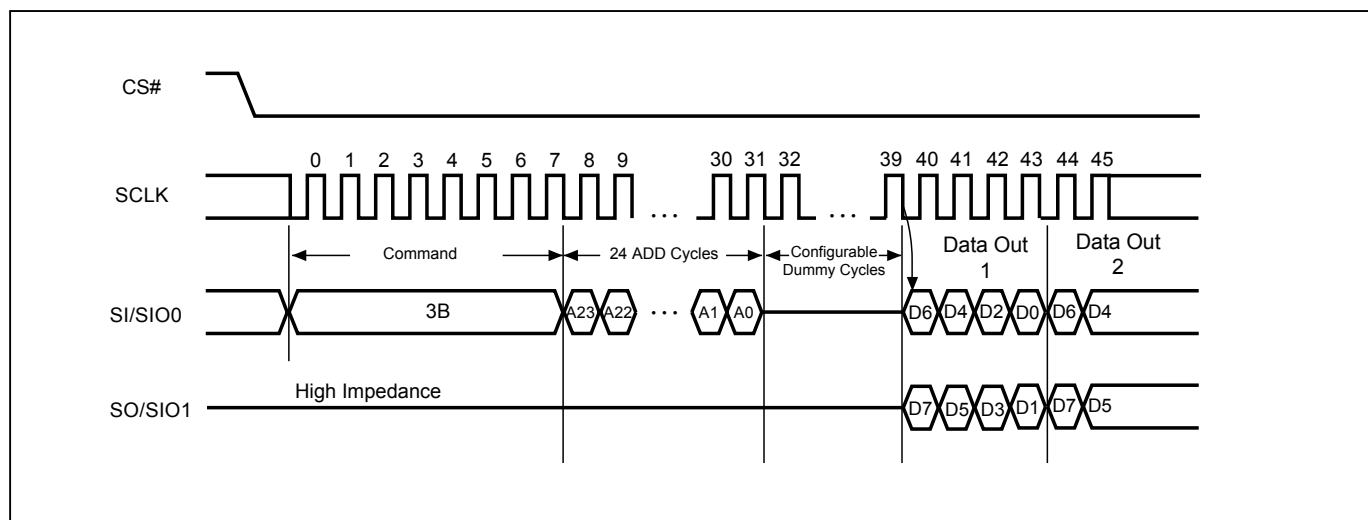 CS#
0 1 2 3 4 5 6 7 8 9 30 31 32 39 40 41 42 43 44 45
SCLK
... ...
Command
24 ADD Cycles
Configurable
Dummy Cycles
Data Out
1
Data Out
2
SI/SIO0
3B
A23 A22 ... A1 A0
D6 D4 D2 D0 D6 D4
High Impedance
SO/SIO1
D7 D5 D3 D1 D7 D5